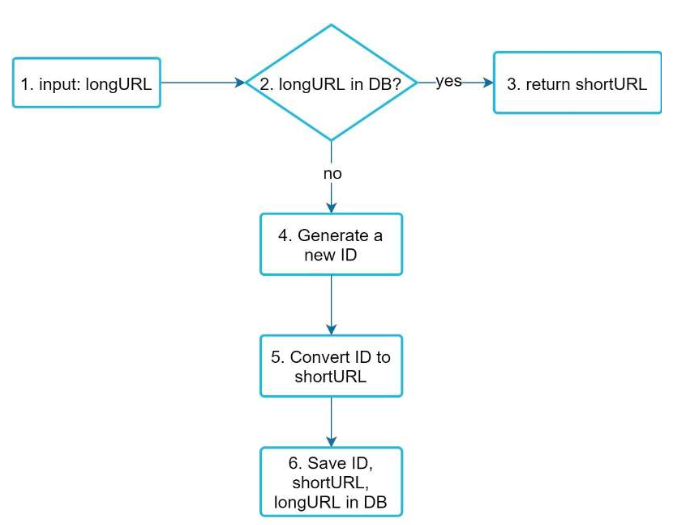 1. input: longURL
2. longURL in DB?
yes
3. return shortURL
no
4. Generate a
new ID
5. Convert ID to
shortURL
6. Save ID,
shortURL,
longURL in DB